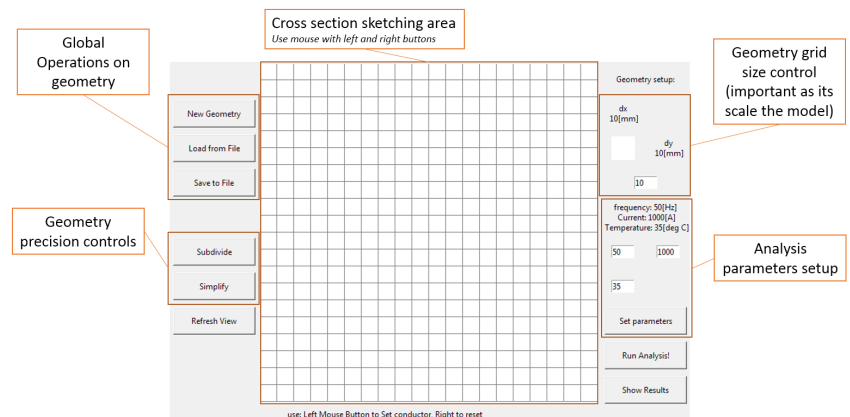 Cross section sketching area
Use mouse with left and right buttons
Global
Operations on
geometry
Geometry grid
size control
(important as its
scale the model)
Geometry
precision controls
Analysis
parameters setup
New Geometry
Load from File
Save to File
Subdivide
Simplify
Refresh View
Geometry setup:
dx
10[mm]
dy
10[mm]
10
frequency: 50[Hz]
Current: 1000[A]
Temperature: 35[deg C]
50 1000
35
Set parameters
Run Analysis!
Show Results
use: Left Mouse Button to Set conductor, Right to reset